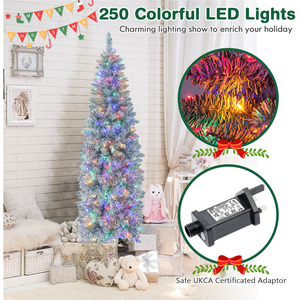 250 Colorful LED Lights
Charming lighting show to enrich your holiday
Safe UKCA Certificated Adaptor